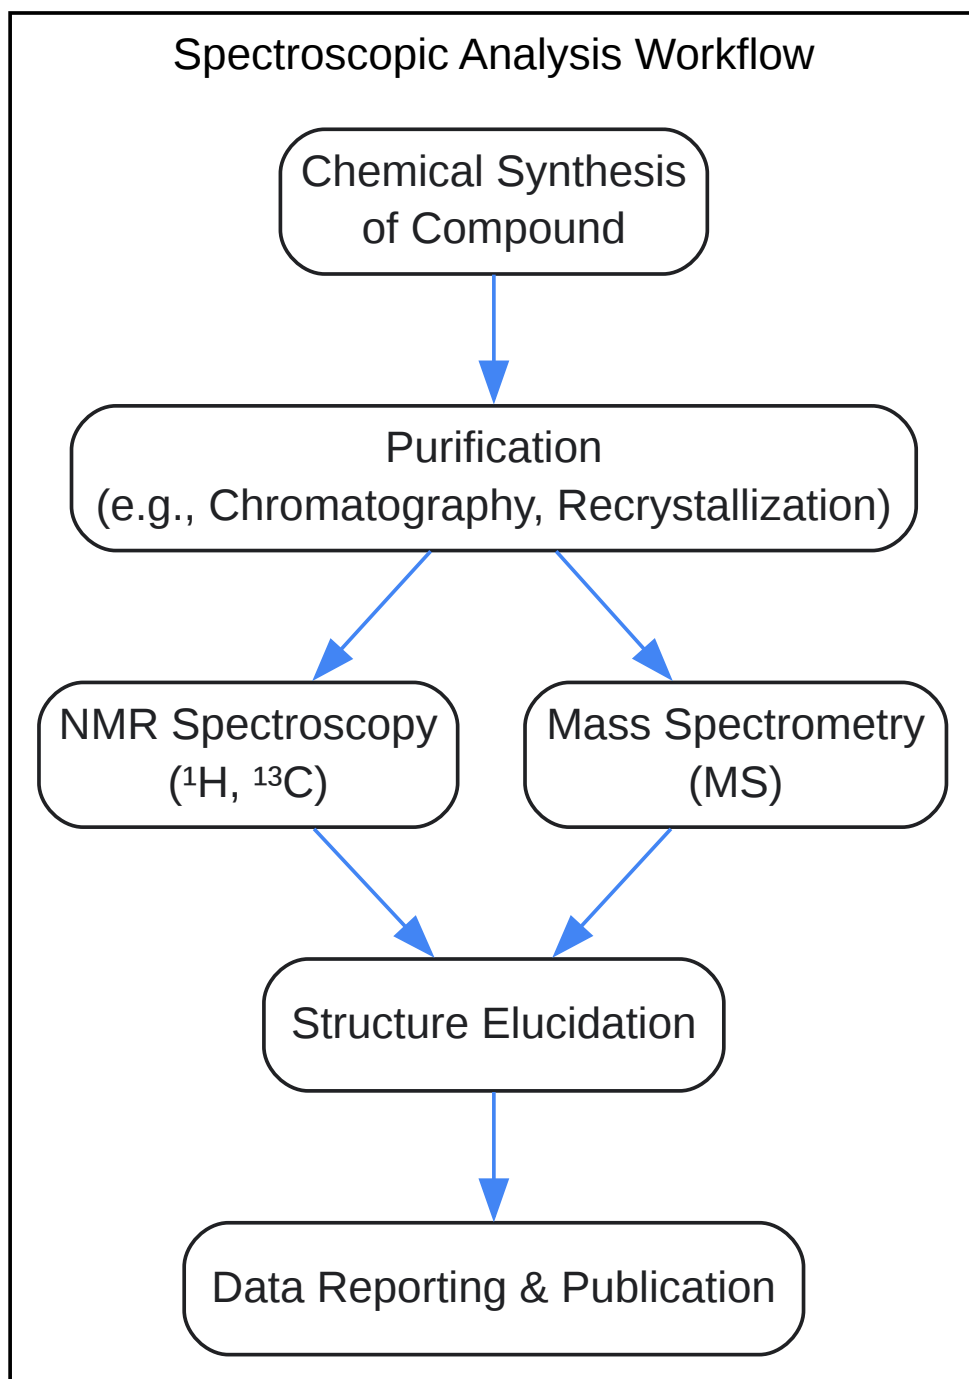 Spectroscopic Analysis Workflow
Chemical Synthesis
of Compound
Purification
(e.g., Chromatography, Recrystallization)
NMR Spectroscopy
(¹H, ¹³C)
Mass Spectrometry
(MS)
Structure Elucidation
Data Reporting & Publication